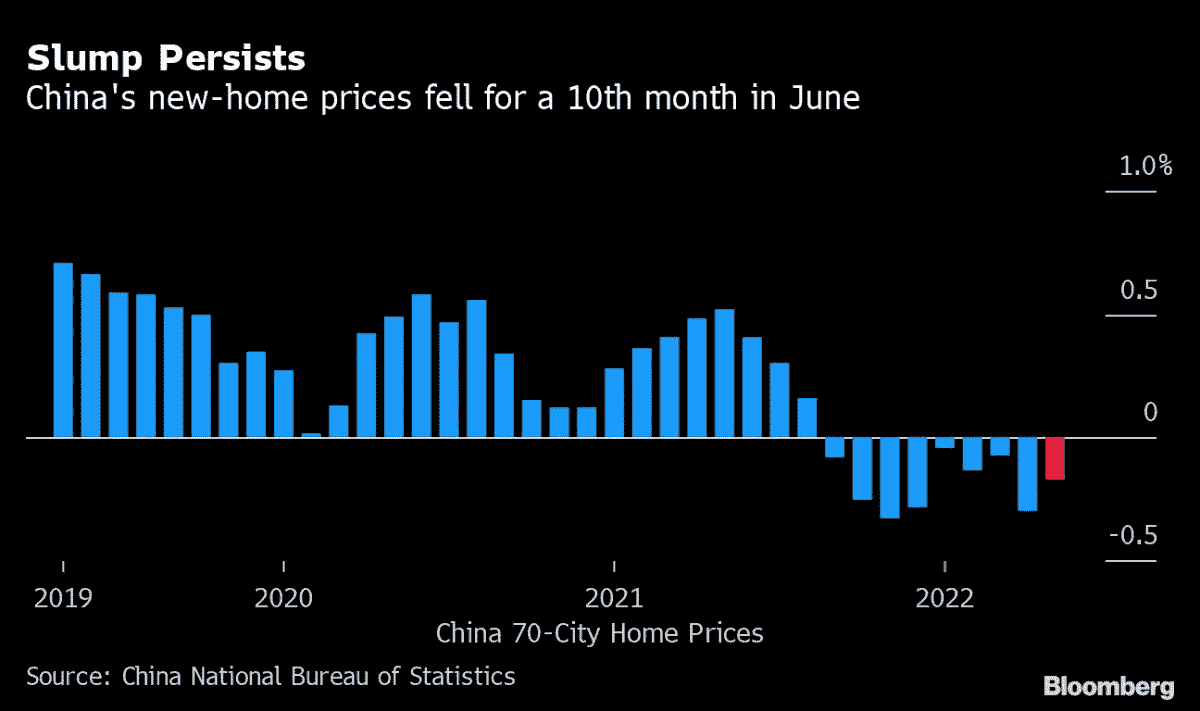 Slump Persists
China's new-home prices fell for a 10th month in June
1.0%
0.5
0
-0.5
2019 2020 2021 2022
China 70-City Home Prices
Source: China National Bureau of Statistics
Bloomberg